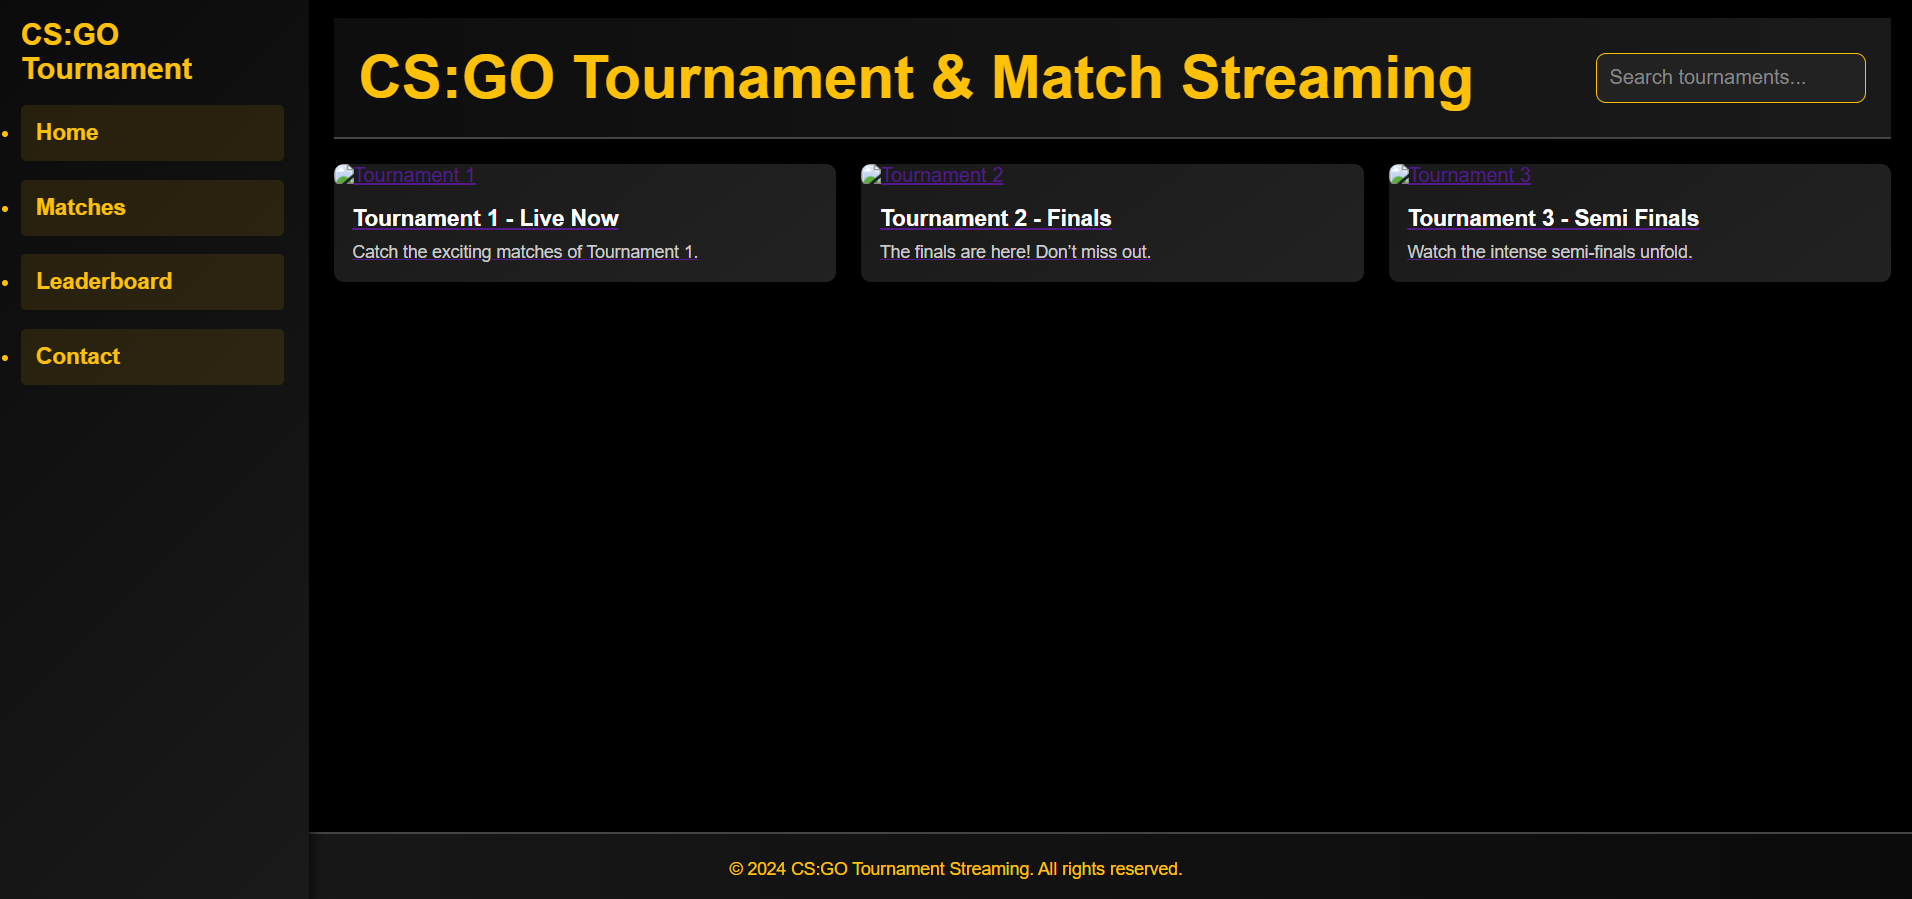 CS:GO
Tournament
Home
Matches
Leaderboard
Contact
CS:GO Tournament & Match Streaming
Search tournaments...
Tournament 1
Tournament 1 - Live Now
Catch the exciting matches of Tournament 1.
Tournament 2
Tournament 2 - Finals
The finals are here! Don’t miss out.
Tournament 3
Tournament 3 - Semi Finals
Watch the intense semi-finals unfold.
© 2024 CS:GO Tournament Streaming. All rights reserved.